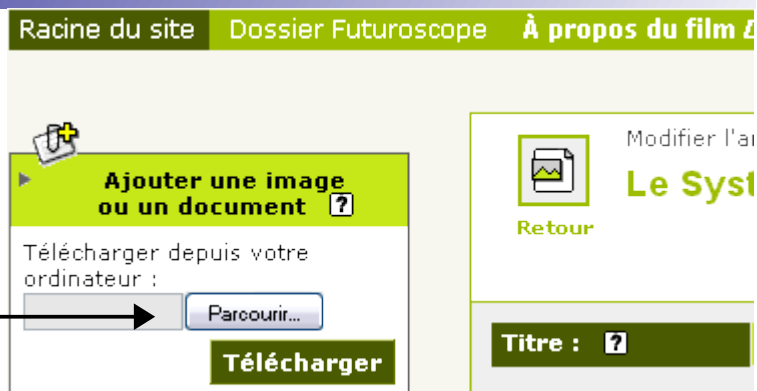 Racine du site Dossier Futuroscope À propos du film
Ajouter une image
ou un document ?
Télécharger depuis votre
ordinateur :
Parcourir...
Télécharger
Modifier l'a
Le Syst
Retour
Titre : ?